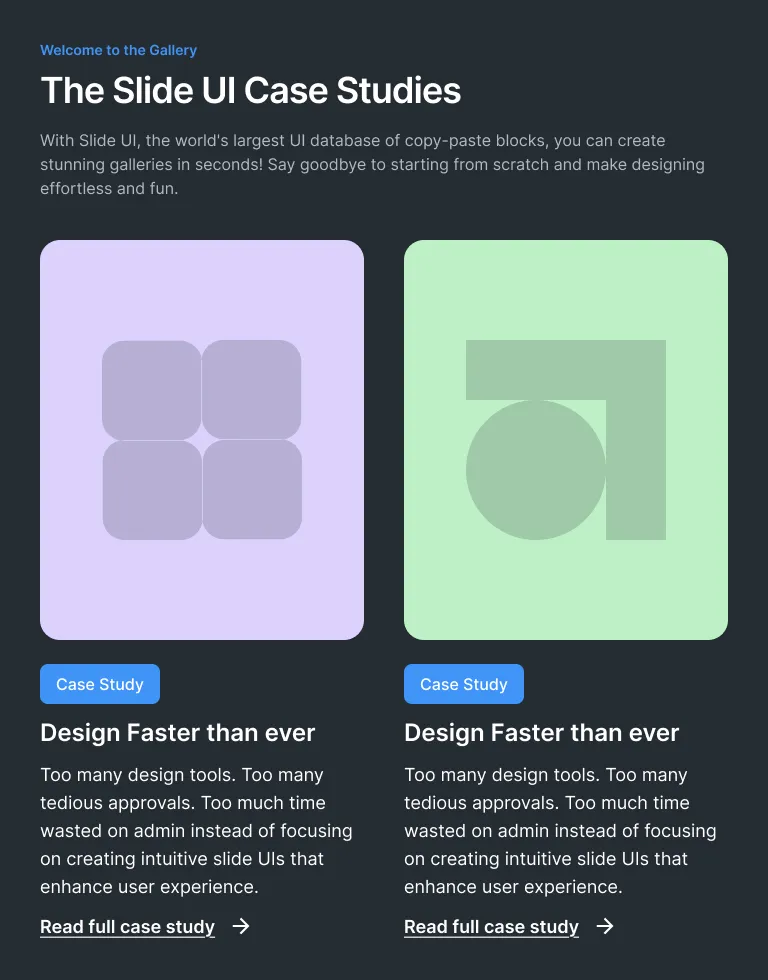 Welcome to the Gallery
The Slide UI Case Studies
With Slide UI, the world's largest UI database of copy-paste blocks, you can create
stunning galleries in seconds! Say goodbye to starting from scratch and make designing
effortless and fun.
Case Study
Design Faster than ever
Too many design tools. Too many
tedious approvals. Too much time
wasted on admin instead of focusing
on creating intuitive slide UIs that
enhance user experience.
Read full case study
Case Study
Design Faster than ever
Too many design tools. Too many
tedious approvals. Too much time
wasted on admin instead of focusing
on creating intuitive slide UIs that
enhance user experience.
Read full case study